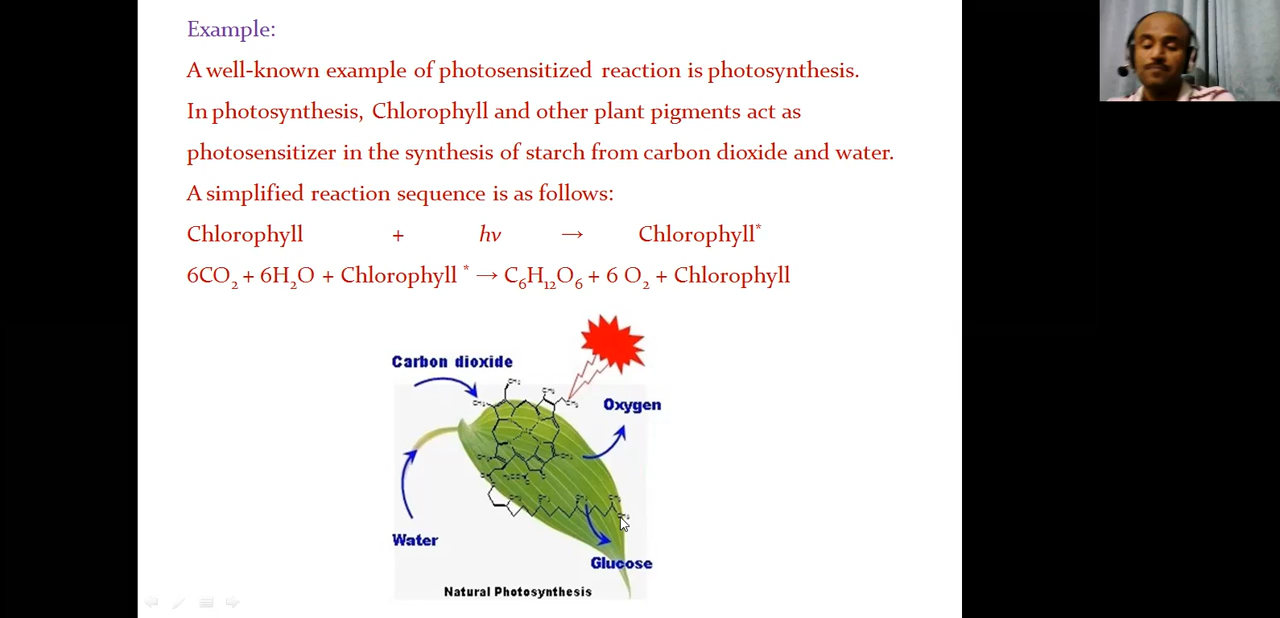 Example:
A well-known example of photosensitized reaction is photosynthesis.
In photosynthesis, Chlorophyll and other plant pigments act as
photosensitizer in the synthesis of starch from carbon dioxide and water.
A simplified reaction sequence is as follows:
Chlorophyll + hν → Chlorophyll*
6CO₂ + 6H₂O + Chlorophyll * → C₆H₁₂O₆ + 6 O₂ + Chlorophyll
Carbon dioxide
Oxygen
Water
Glucose
Natural Photosynthesis